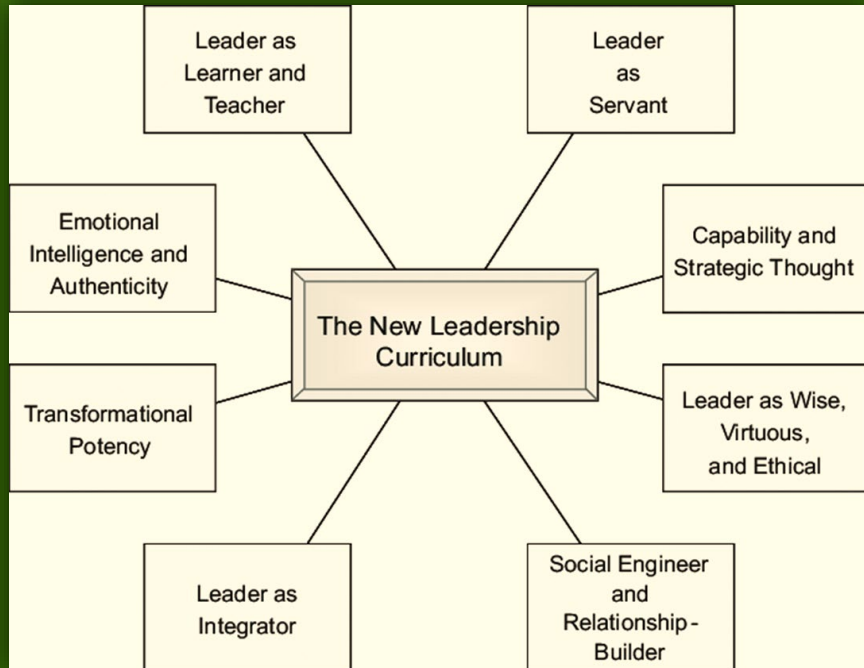 Leader as
Learner and
Teacher
Leader
as
Servant
Emotional
Intelligence and
Authenticity
Capability and
Strategic Thought
The New Leadership
Curriculum
Transformational
Potency
Leader as Wise,
Virtuous,
and Ethical
Leader as
Integrator
Social Engineer
and
Relationship-
Builder